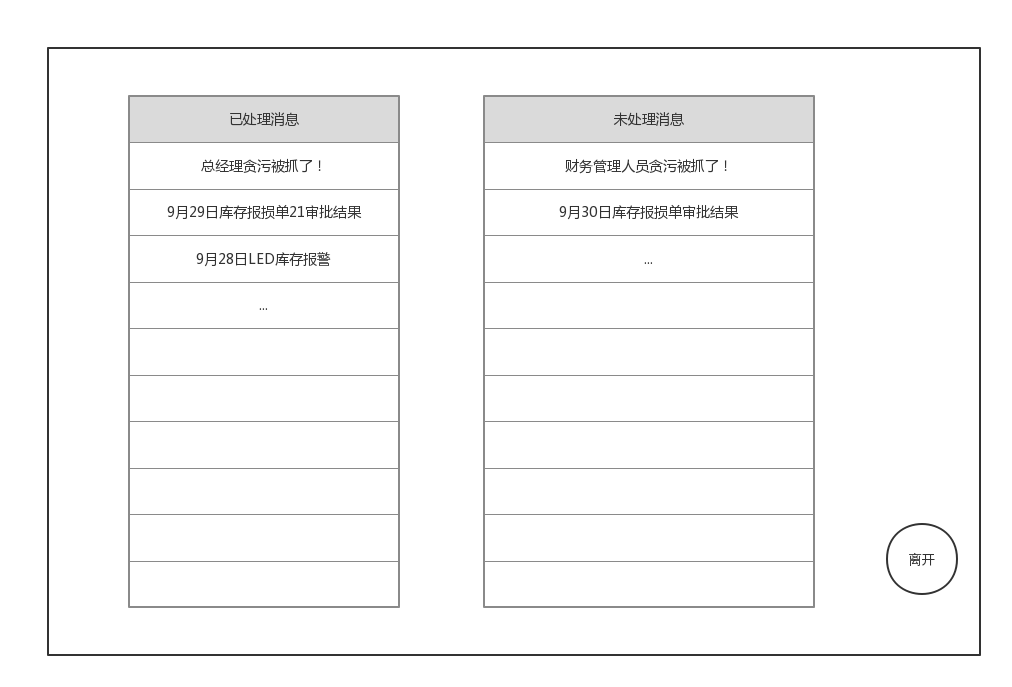 已处理消息
总经理贪污被抓了！
9月29日库存报损单21审批结果
9月28日LED库存报警
...
未处理消息
财务管理人员贪污被抓了！
9月30日库存报损单审批结果
...
离开